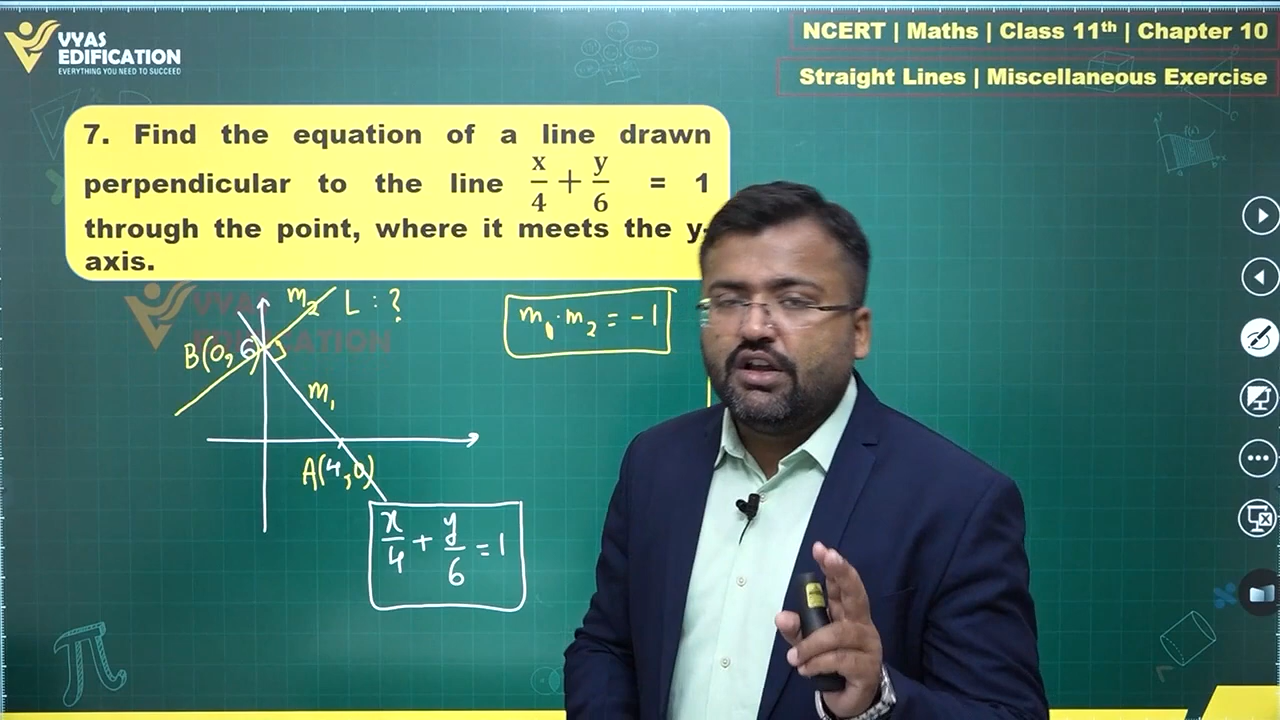 VYAS
EDIFICATION
EVERYTHING YOU NEED TO SUCCEED
NCERT | Maths | Class 11th | Chapter 10
Straight Lines | Miscellaneous Exercise
7. Find the equation of a line drawn
perpendicular to the line x/4 + y/6 = 1
through the point, where it meets the y-
axis.
VYAS
EDIFICATION
m₂ L : ?
m₁·m₂ = -1
B(0, 6)
m₁
A(4,0)
x/4 + y/6 = 1
π